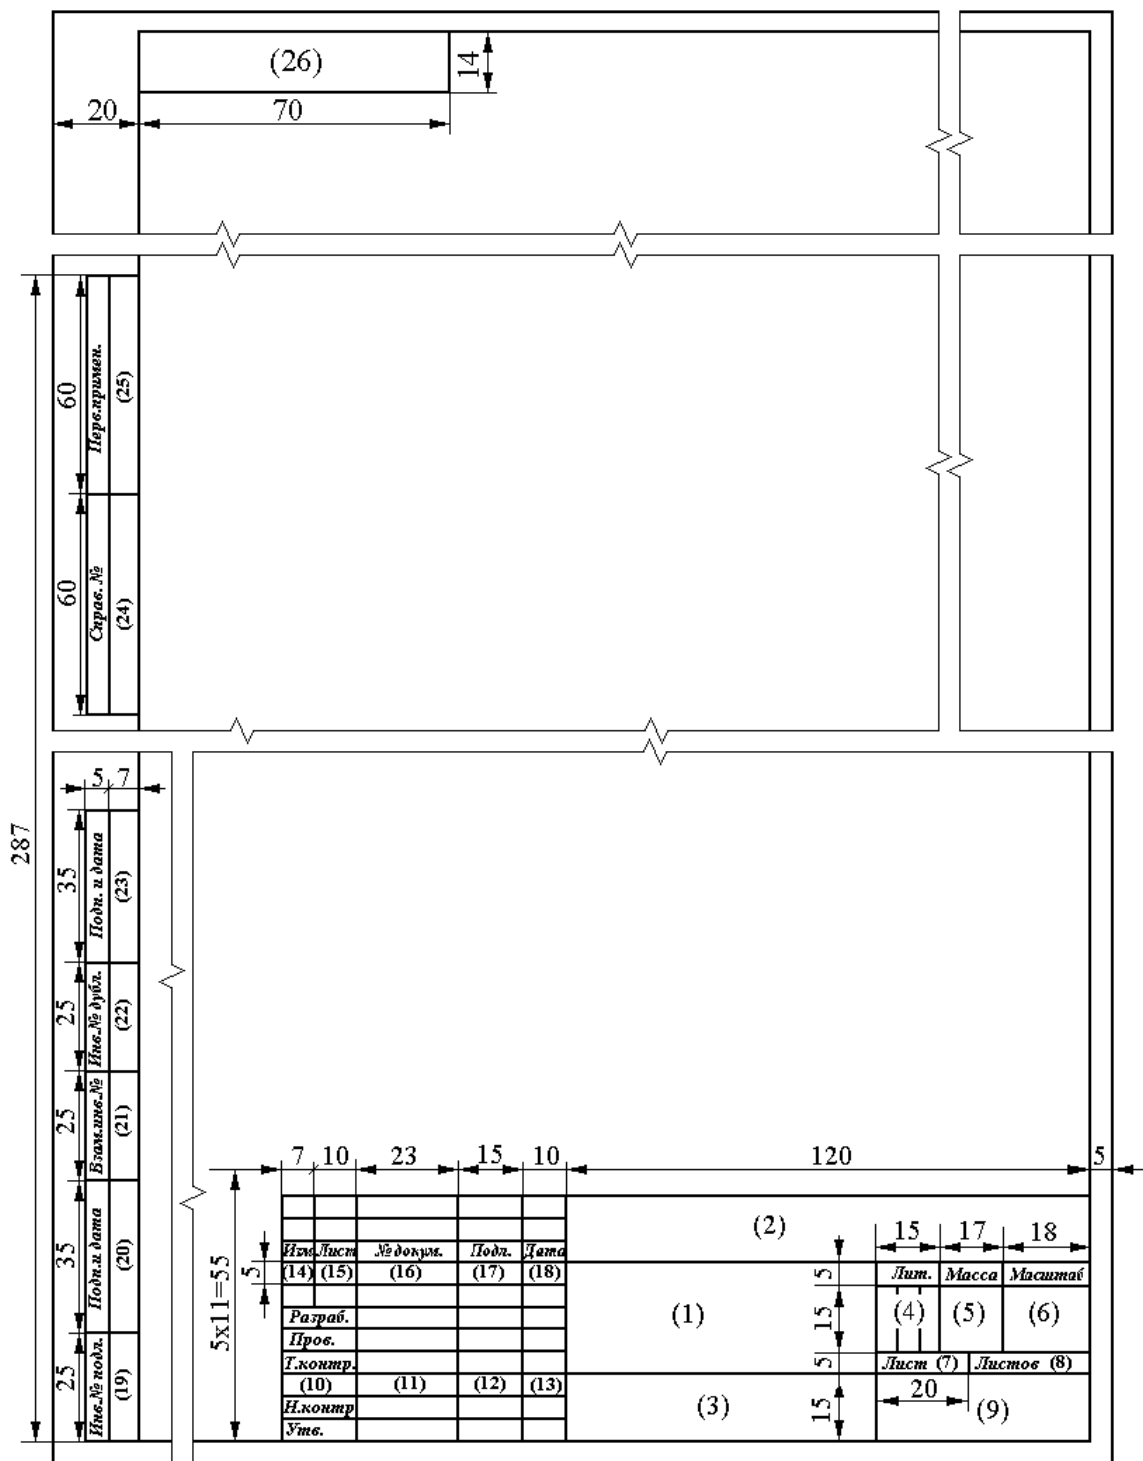 (26)
14
20
70
287
60
Перв.примен.
(25)
60
Справ. №
(24)
5
7
35
Подп. и дата
(23)
25
Инв.№ дубл.
(22)
25
Взам.инв.№
(21)
35
Подп.и дата
(20)
25
Инв.№ подл.
(19)
7
10
23
15
10
120
5
5x11=55
5
(2)
15
17
18
Изм
Лист
№ докум.
Подп.
Дата
(14)
(15)
(16)
(17)
(18)
5
Лит.
Масса
Масштаб
Разраб.
(1)
15
(4)
(5)
(6)
Пров.
Т.контр.
5
Лист (7)
Листов (8)
(10)
(11)
(12)
(13)
20
Н.контр
(3)
15
(9)
Утв.